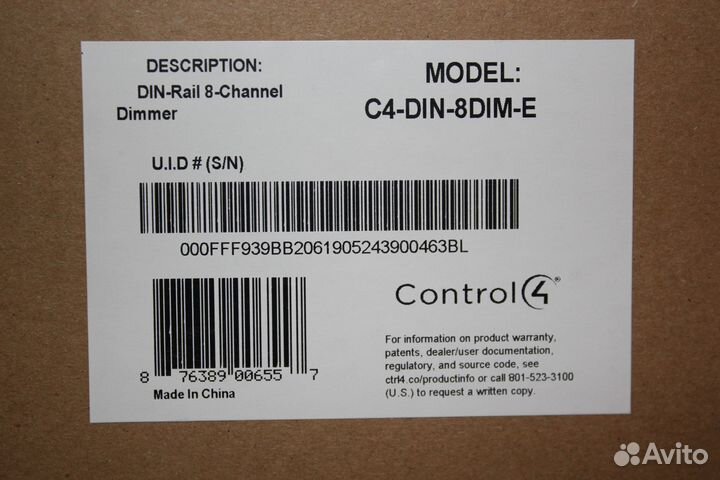 DESCRIPTION:
DIN-Rail 8-Channel
Dimmer
MODEL:
C4-DIN-8DIM-E
U.I.D # (S/N)
000FFF939BB2061905243900463BL
8 76389 00655 7
Made In China
Control4®
For information on product warranty,
patents, dealer/user documentation,
regulatory, and source code, see
ctrl4.co/productinfo or call 801-523-3100
(U.S.) to request a written copy.
Avito